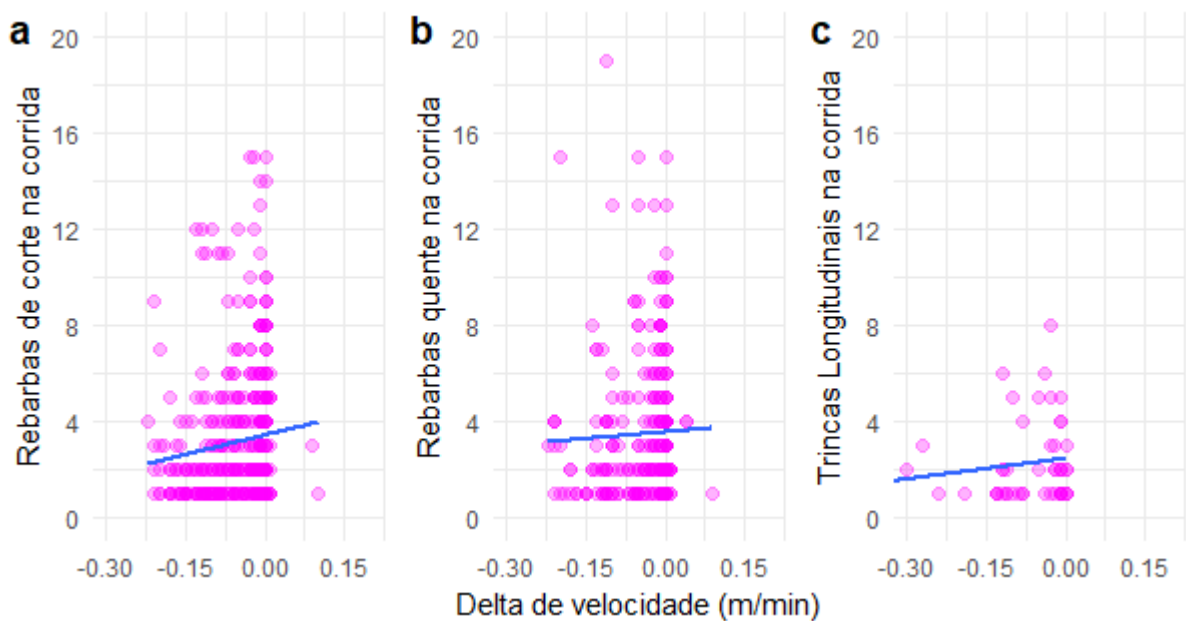 a
Rebarbas de corte na corrida
20
16
12
8
4
0
-0.30 -0.15 0.00 0.15
b
Rebarbas quente na corrida
20
16
12
8
4
0
-0.30 -0.15 0.00 0.15
c
Trincas Longitudinais na corrida
20
16
12
8
4
0
-0.30 -0.15 0.00 0.15
Delta de velocidade (m/min)